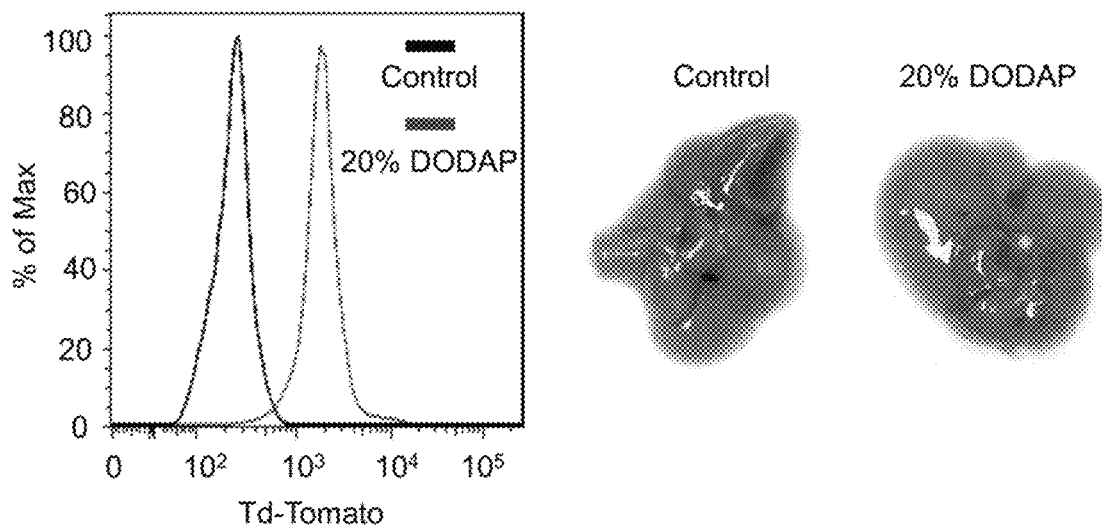 100
80
60
40
20
0
% of Max
Control
20% DODAP
0 10² 10³ 10⁴ 10⁵
Td-Tomato
Control 20% DODAP